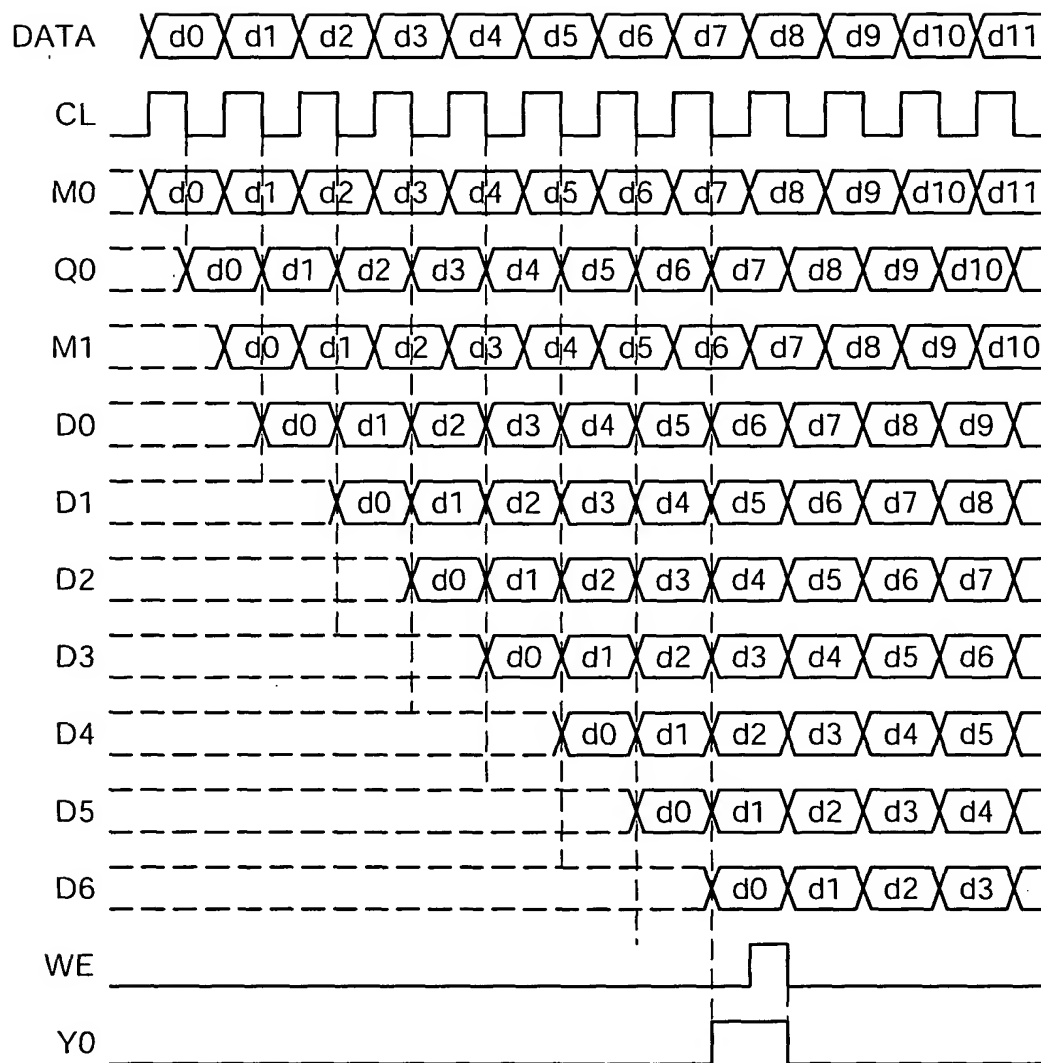 DATA d0 d1 d2 d3 d4 d5 d6 d7 d8 d9 d10 d11
CL
M0 d0 d1 d2 d3 d4 d5 d6 d7 d8 d9 d10 d11
Q0 d0 d1 d2 d3 d4 d5 d6 d7 d8 d9 d10
M1 d0 d1 d2 d3 d4 d5 d6 d7 d8 d9 d10
D0 d0 d1 d2 d3 d4 d5 d6 d7 d8 d9
D1 d0 d1 d2 d3 d4 d5 d6 d7 d8
D2 d0 d1 d2 d3 d4 d5 d6 d7
D3 d0 d1 d2 d3 d4 d5 d6
D4 d0 d1 d2 d3 d4 d5
D5 d0 d1 d2 d3 d4
D6 d0 d1 d2 d3
WE
Y0